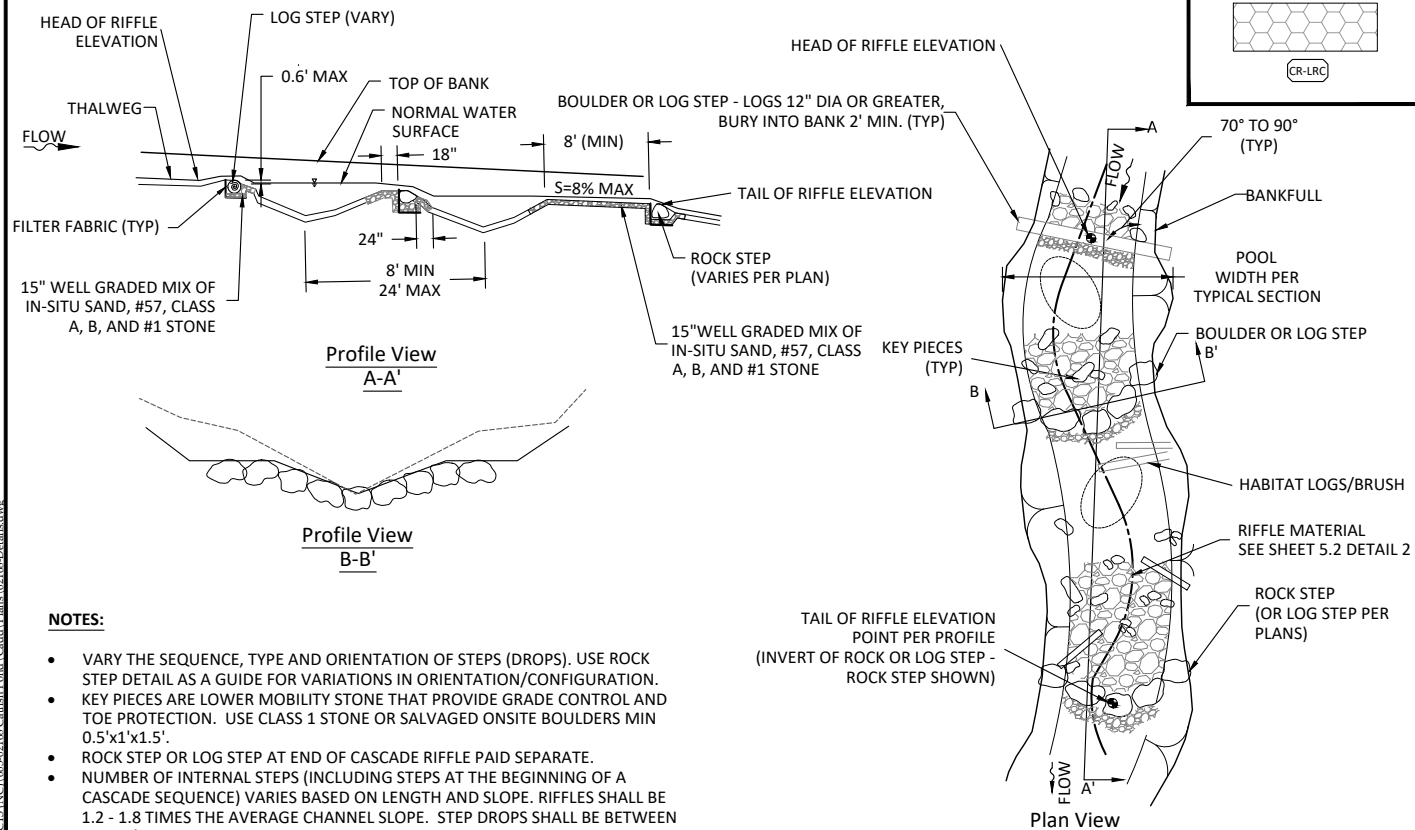 HEAD OF RIFFLE
ELEVATION
LOG STEP (VARY)
0.6' MAX
TOP OF BANK
THALWEG
NORMAL WATER
SURFACE
FLOW
18"
8' (MIN)
S=8% MAX
TAIL OF RIFFLE ELEVATION
FILTER FABRIC (TYP)
24"
8' MIN
24' MAX
ROCK STEP
(VARIES PER PLAN)
15" WELL GRADED MIX OF
IN-SITU SAND, #57, CLASS
A, B, AND #1 STONE
15"WELL GRADED MIX OF
IN-SITU SAND, #57, CLASS
A, B, AND #1 STONE
Profile View
A-A'
Profile View
B-B'
CR-LRC
HEAD OF RIFFLE ELEVATION
BOULDER OR LOG STEP - LOGS 12" DIA OR GREATER,
BURY INTO BANK 2' MIN. (TYP)
A
70° TO 90°
(TYP)
FLOW
BANKFULL
POOL
WIDTH PER
TYPICAL SECTION
KEY PIECES
(TYP)
BOULDER OR LOG STEP
B'
B
HABITAT LOGS/BRUSH
RIFFLE MATERIAL
SEE SHEET 5.2 DETAIL 2
ROCK STEP
(OR LOG STEP PER
PLANS)
TAIL OF RIFFLE ELEVATION
POINT PER PROFILE
(INVERT OF ROCK OR LOG STEP -
ROCK STEP SHOWN)
FLOW
A'
Plan View
NOTES:
• VARY THE SEQUENCE, TYPE AND ORIENTATION OF STEPS (DROPS). USE ROCK
STEP DETAIL AS A GUIDE FOR VARIATIONS IN ORIENTATION/CONFIGURATION.
• KEY PIECES ARE LOWER MOBILITY STONE THAT PROVIDE GRADE CONTROL AND
TOE PROTECTION. USE CLASS 1 STONE OR SALVAGED ONSITE BOULDERS MIN
0.5'x1'x1.5'.
• ROCK STEP OR LOG STEP AT END OF CASCADE RIFFLE PAID SEPARATE.
• NUMBER OF INTERNAL STEPS (INCLUDING STEPS AT THE BEGINNING OF A
CASCADE SEQUENCE) VARIES BASED ON LENGTH AND SLOPE. RIFFLES SHALL BE
1.2 - 1.8 TIMES THE AVERAGE CHANNEL SLOPE. STEP DROPS SHALL BE BETWEEN